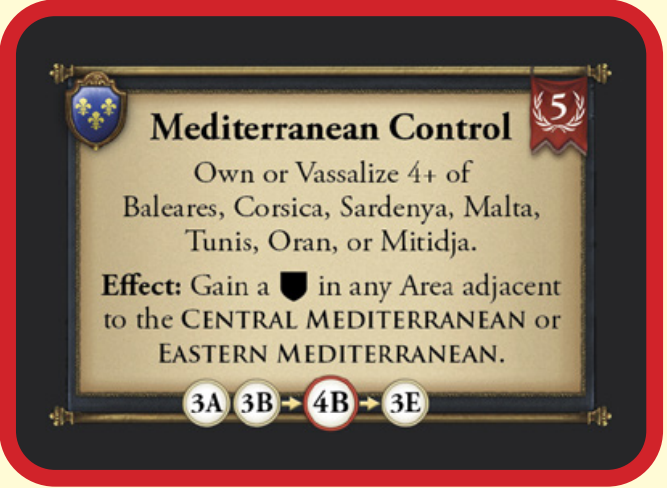 Mediterranean Control
5
Own or Vassalize 4+ of
Baleares, Corsica, Sardenya, Malta,
Tunis, Oran, or Mitidja.
Effect: Gain a in any Area adjacent
to the CENTRAL MEDITERRANEAN or
EASTERN MEDITERRANEAN.
3A 3B 4B 3E